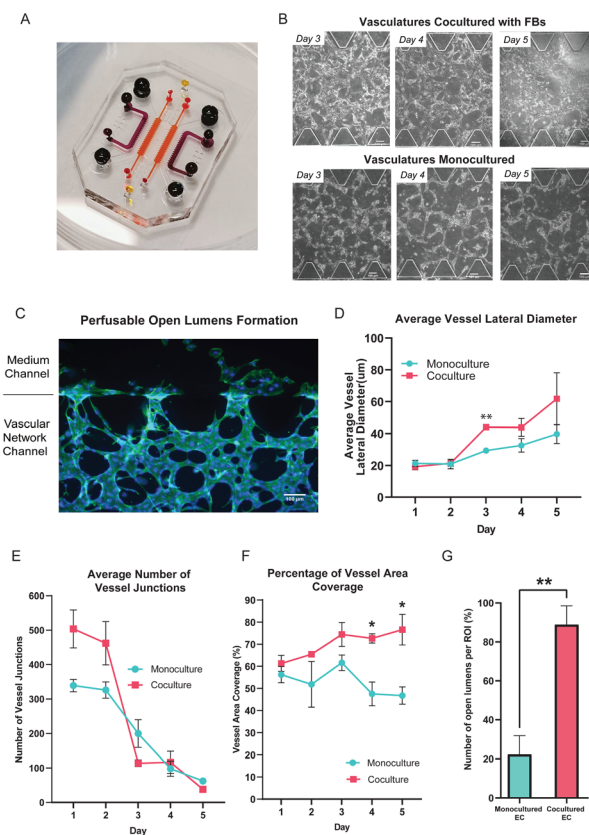 A
B
Vasculatures Cocultured with FBs
Day 3
Day 4
Day 5
Vasculatures Monocultured
Day 3
Day 4
Day 5
C
Perfusable Open Lumens Formation
Medium
Channel
Vascular
Network
Channel
100 μm
D
Average Vessel Lateral Diameter
Average Vessel
Lateral Diameter(um)
100
80
60
40
20
0
Monoculture
Coculture
**
1 2 3 4 5
Day
E
Average Number of
Vessel Junctions
Number of Vessel Junctions
600
500
400
300
200
100
0
Monoculture
Coculture
1 2 3 4 5
Day
F
Percentage of Vessel Area
Coverage
Vessel Area Coverage (%)
100
90
80
70
60
50
40
30
20
10
0
*
*
Monoculture
Coculture
1 2 3 4 5
Day
G
Number of open lumens per ROI (%)
100
80
60
40
20
0
**
Monocultured
EC
Cocultured
EC